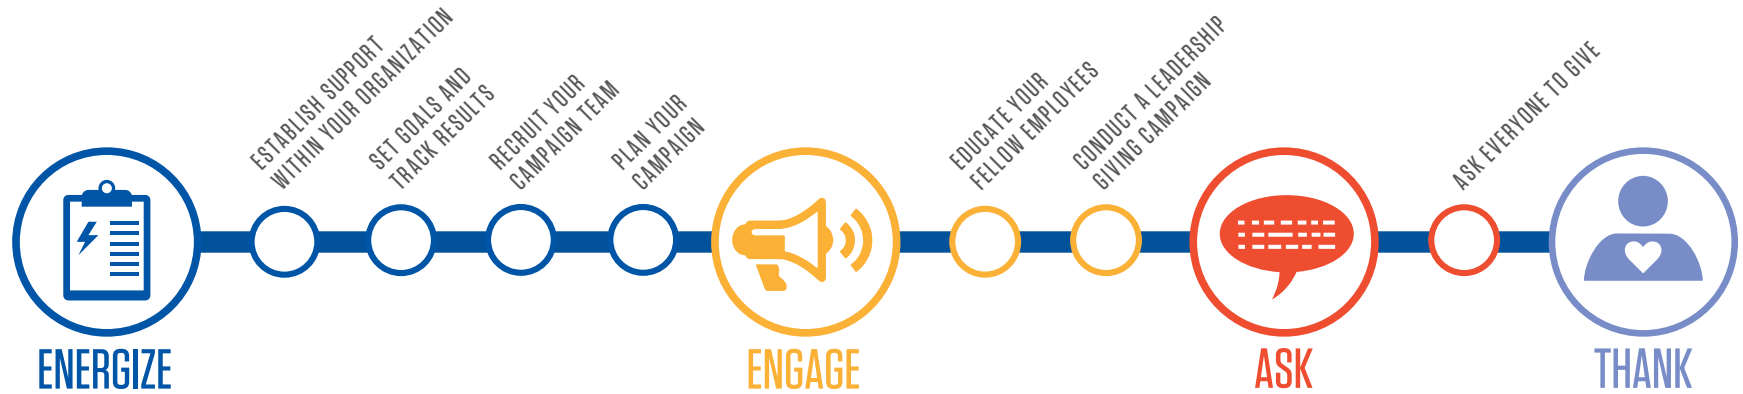 ESTABLISH SUPPORT
WITHIN YOUR ORGANIZATION
SET GOALS AND
TRACK RESULTS
RECRUIT YOUR
CAMPAIGN TEAM
PLAN YOUR
CAMPAIGN
EDUCATE YOUR
FELLOW EMPLOYEES
CONDUCT A LEADERSHIP
GIVING CAMPAIGN
ASK EVERYONE TO GIVE
ENERGIZE
ENGAGE
ASK
THANK